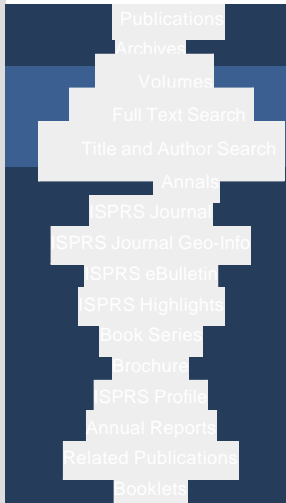 Publications
Archives
Volumes
Full Text Search
Title and Author Search
Annals
ISPRS Journal
ISPRS Journal Geo-Info
ISPRS eBulletin
ISPRS Highlights
Book Series
Brochure
ISPRS Profile
Annual Reports
Related Publications
Booklets